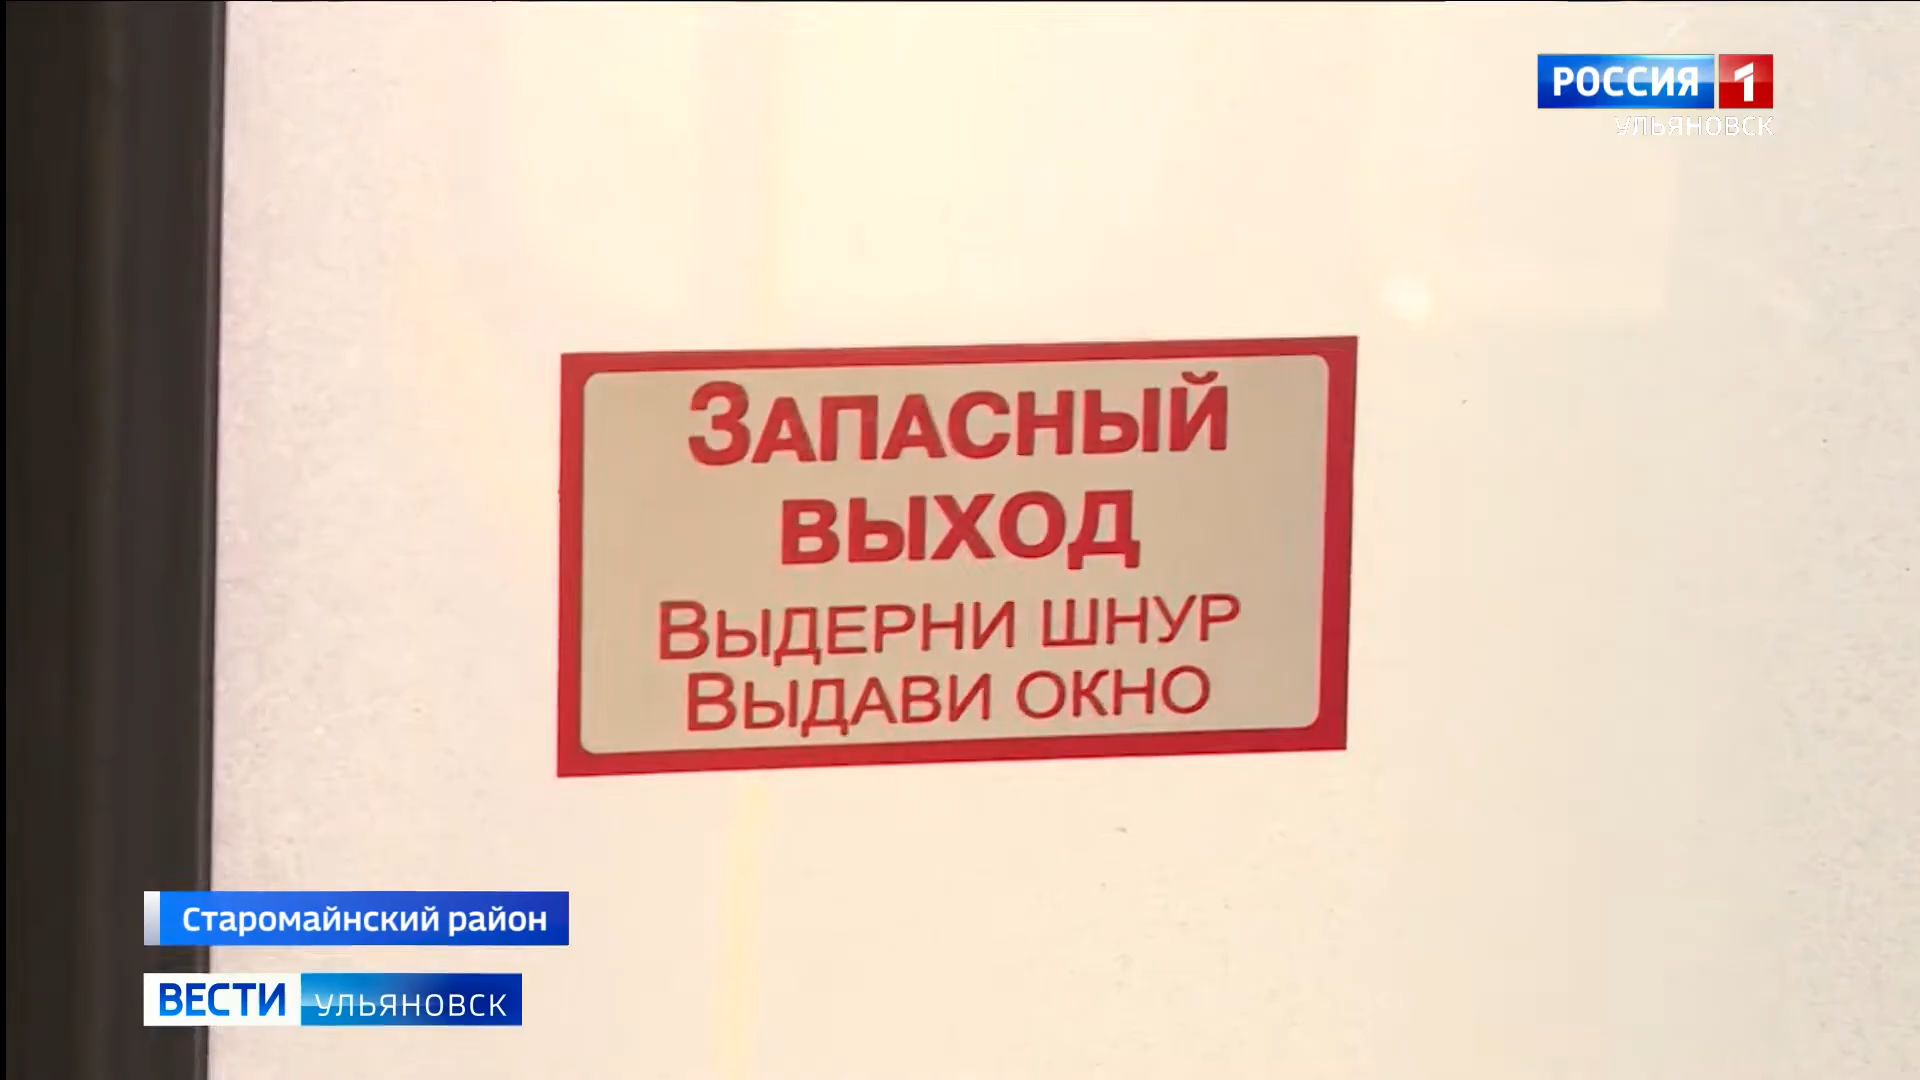 РОССИЯ 1
УЛЬЯНОВСК
ЗАПАСНЫЙ
ВЫХОД
ВЫДЕРНИ ШНУР
ВЫДАВИ ОКНО
Старомайнский район
ВЕСТИ УЛЬЯНОВСК